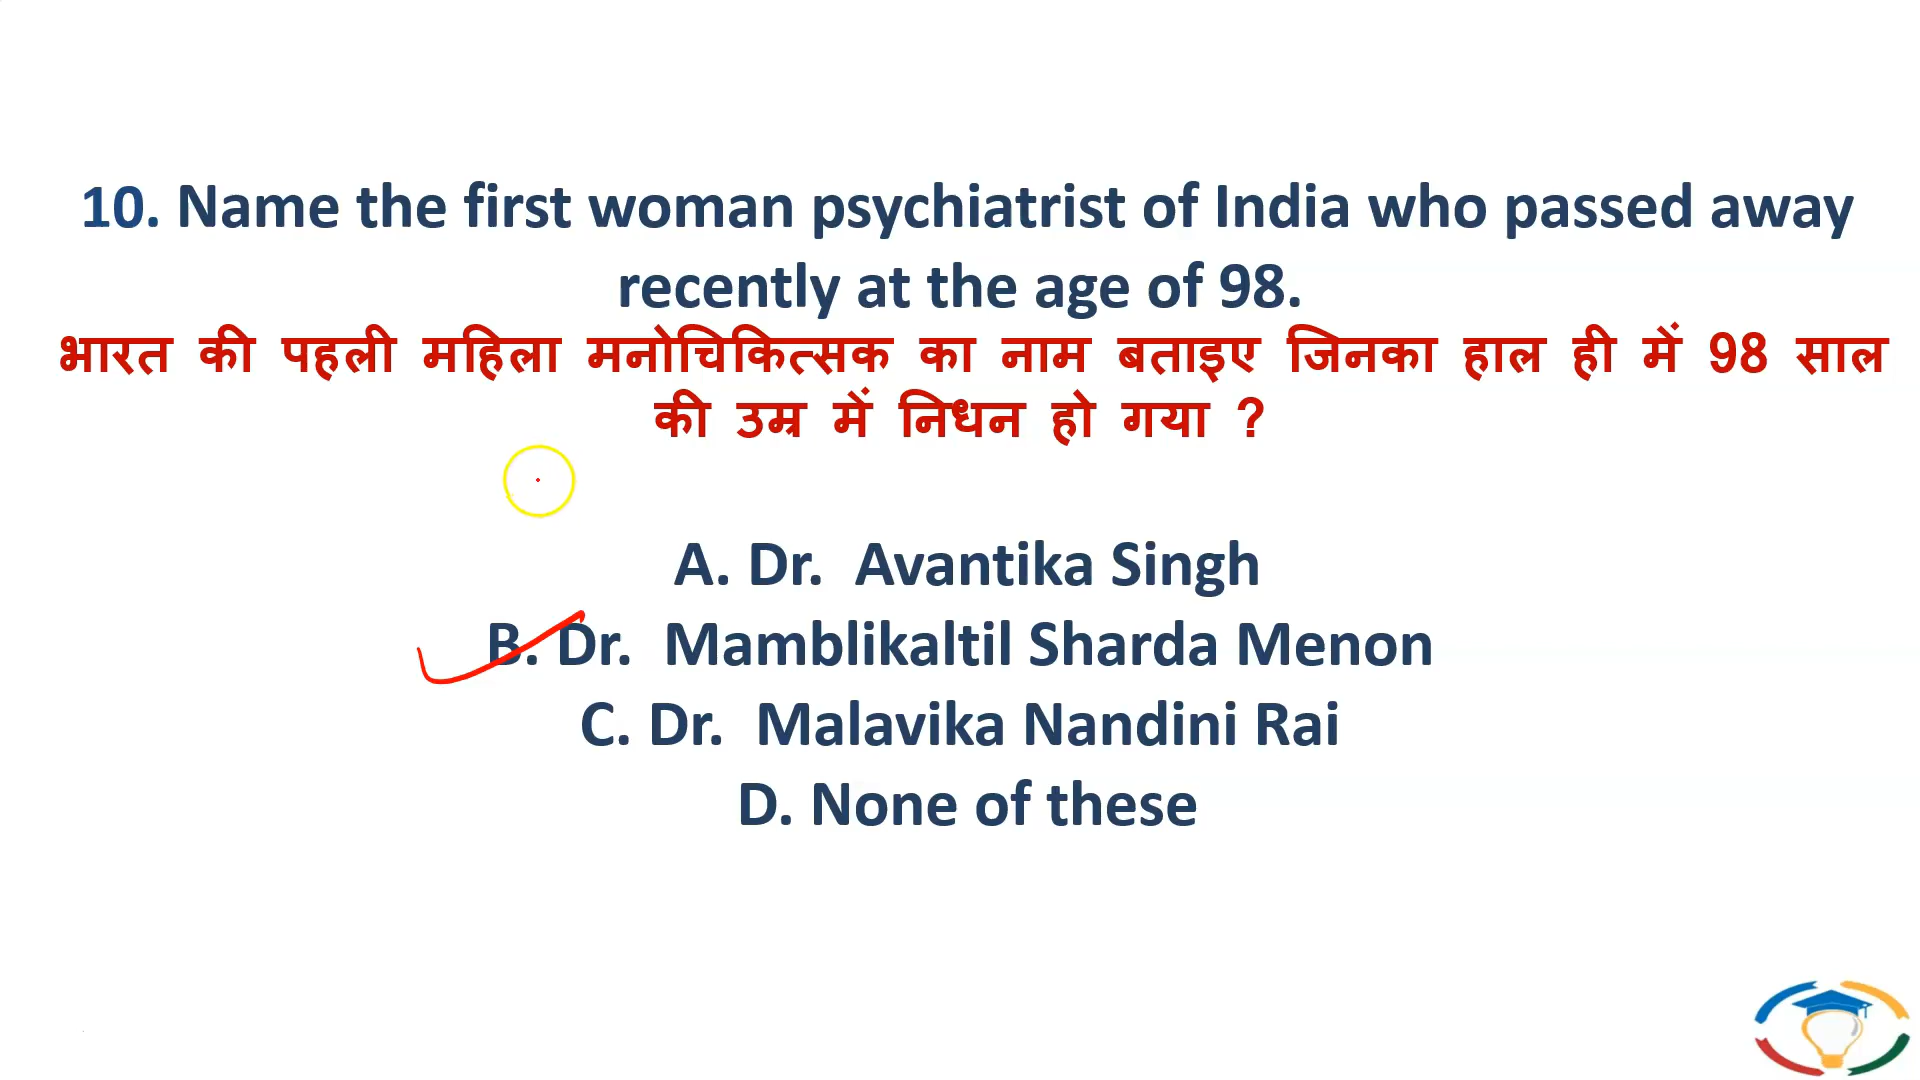 10. Name the first woman psychiatrist of India who passed away
recently at the age of 98.
भारत की पहली महिला मनोचिकित्सक का नाम बताइए जिनका हाल ही में 98 साल
की उम्र में निधन हो गया ?
A. Dr. Avantika Singh
B. Dr. Mamblikaltil Sharda Menon
C. Dr. Malavika Nandini Rai
D. None of these